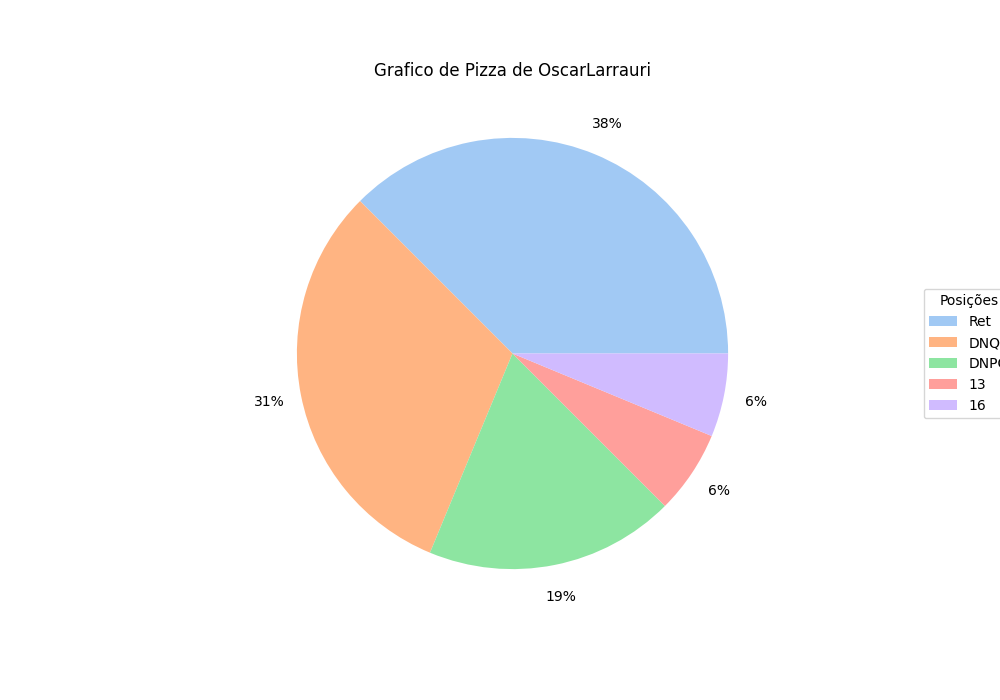 Grafico de Pizza de OscarLarrauri
38%
31%
19%
6%
6%
Posições
Ret
DNQ
13
16